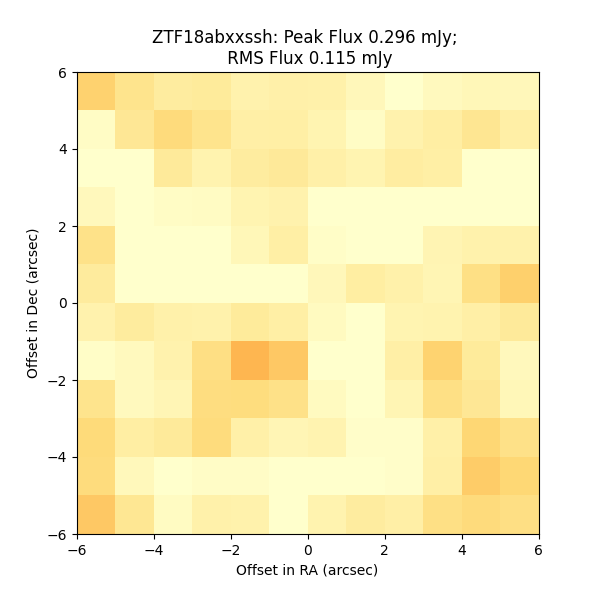 ZTF18abxxssh: Peak Flux 0.296 mJy;
RMS Flux 0.115 mJy
6
4
2
0
−2
−4
−6
Offset in Dec (arcsec)
−6 −4 −2 0 2 4 6
Offset in RA (arcsec)